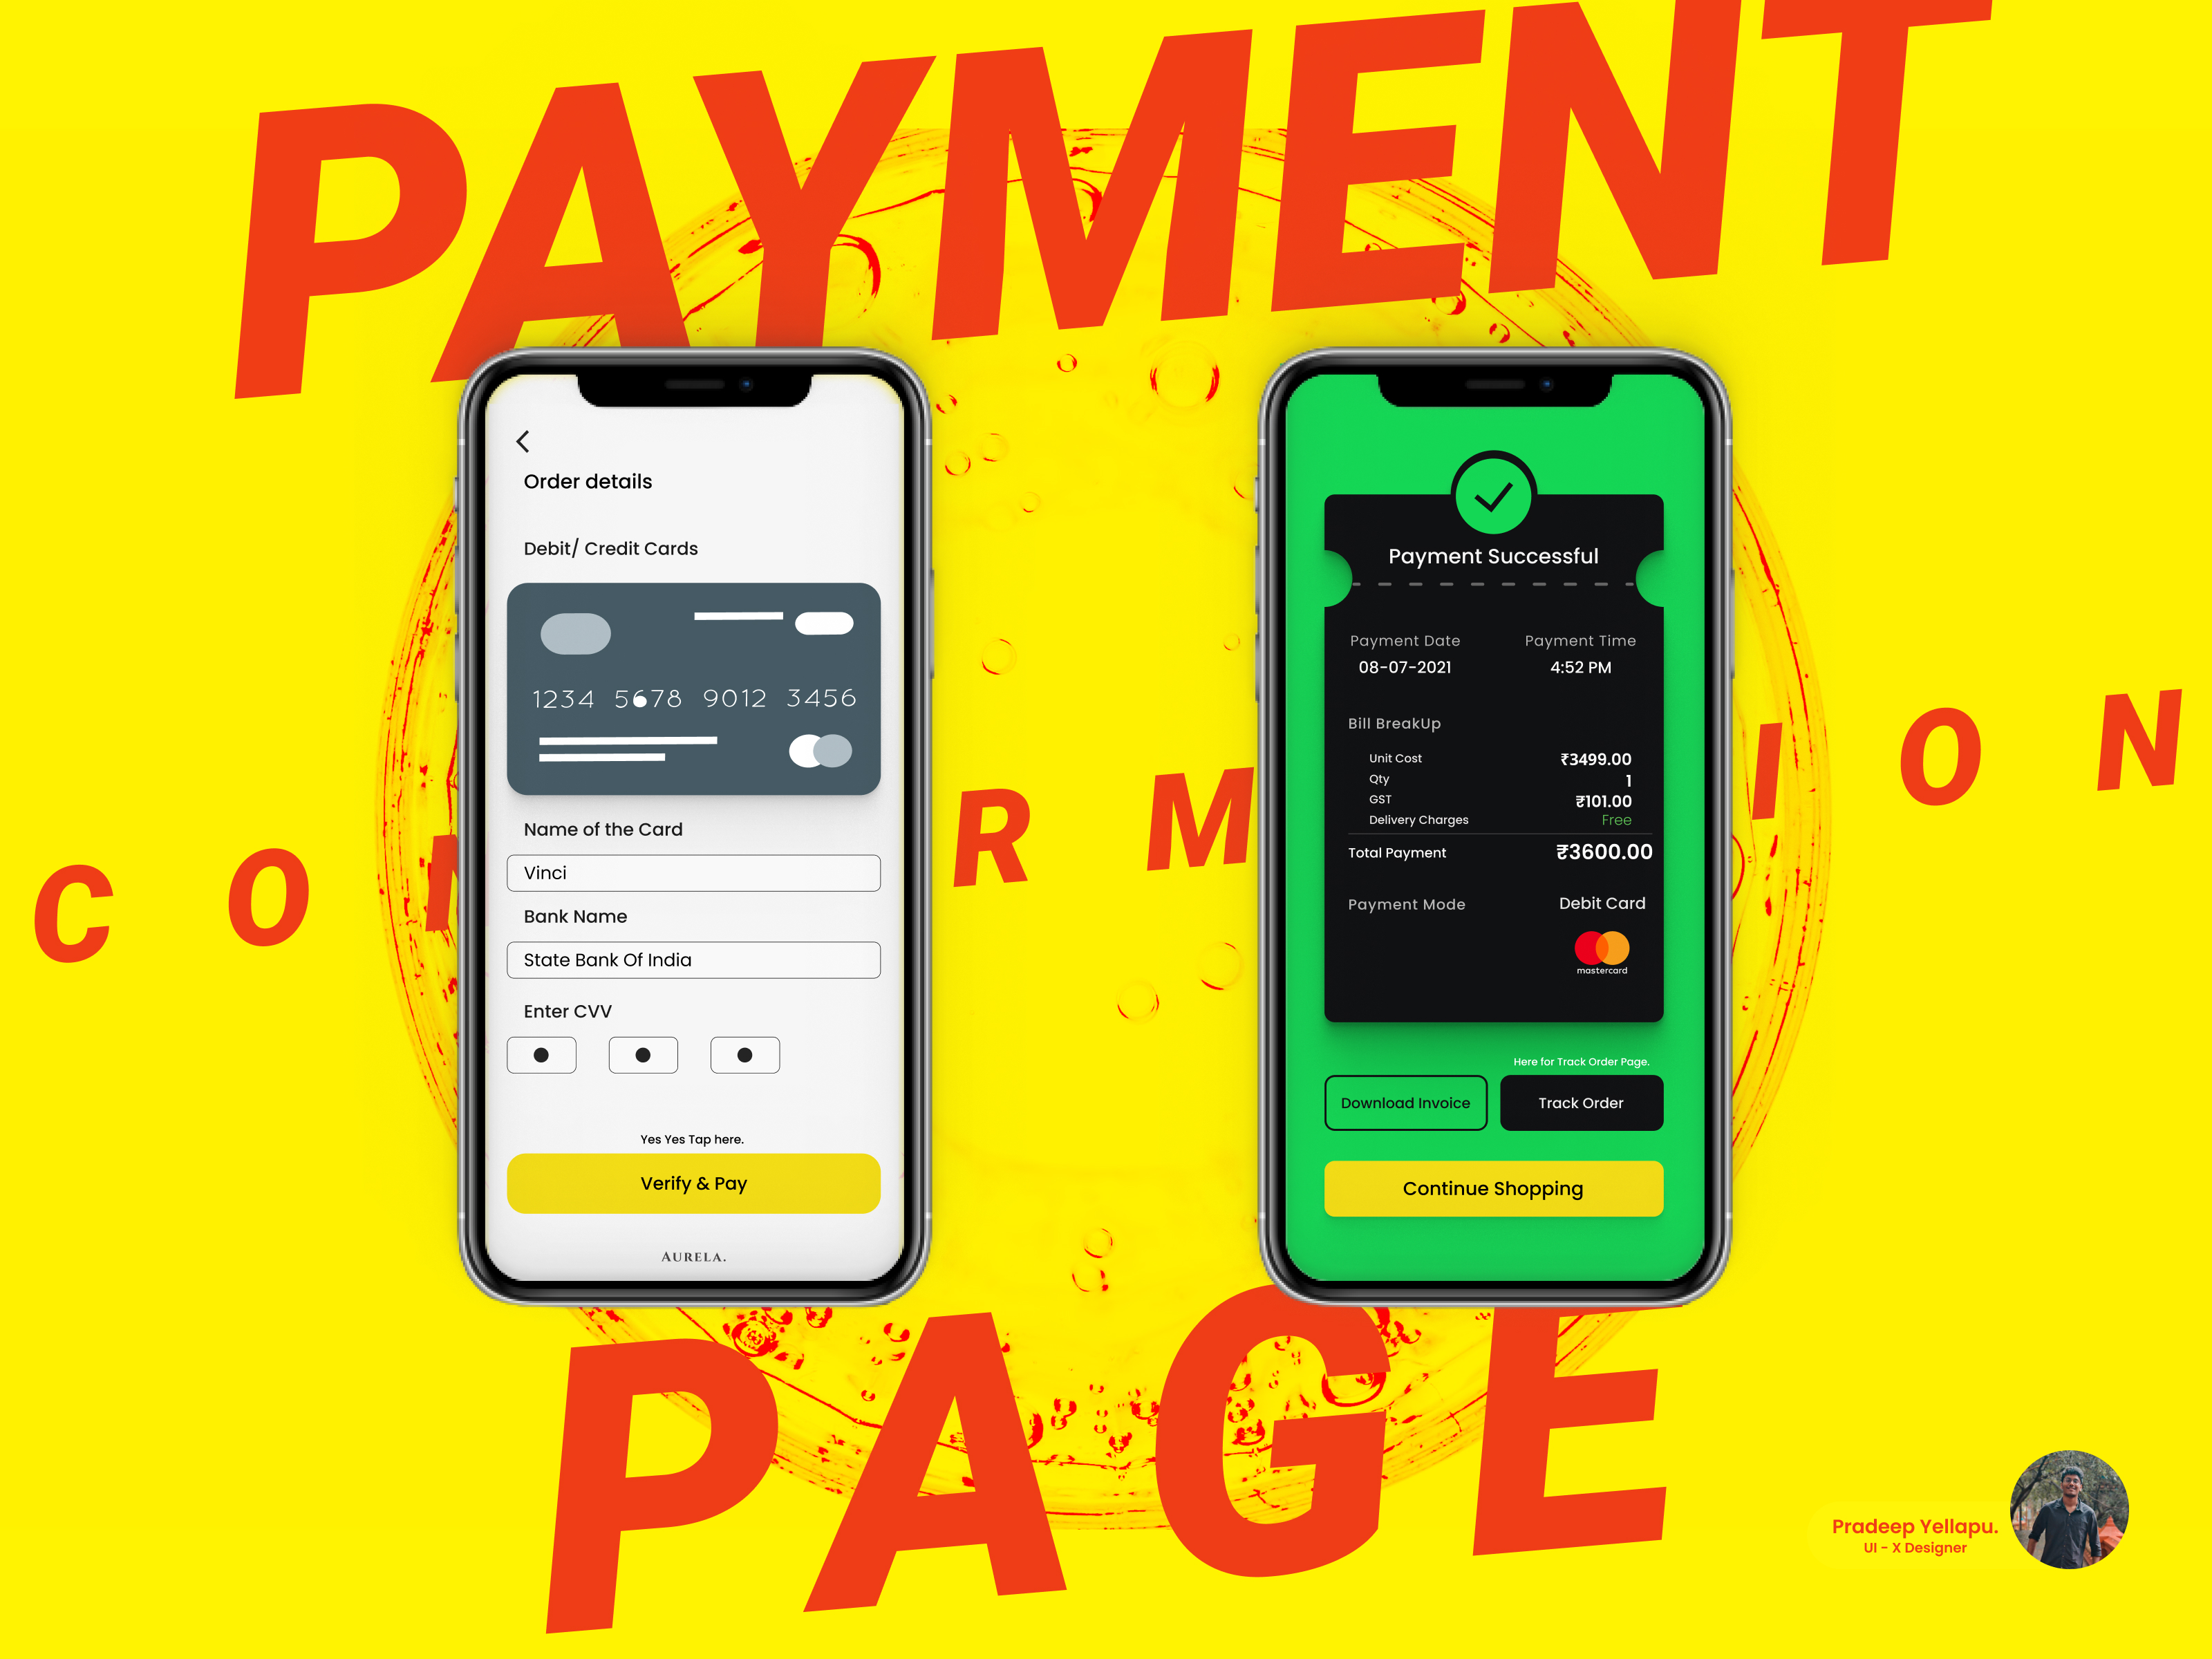 PAYMENT
CONFIRMATION
PAGE
Order details
Debit/ Credit Cards
1234 5678 9012 3456
Name of the Card
Vinci
Bank Name
State Bank Of India
Enter CVV
Yes Yes Tap here.
Verify & Pay
AURELA.
Payment Successful
Payment Date Payment Time
08-07-2021 4:52 PM
Bill BreakUp
Unit Cost ₹3499.00
Qty 1
GST ₹101.00
Delivery Charges Free
Total Payment ₹3600.00
Payment Mode Debit Card
mastercard
Here for Track Order Page.
Download Invoice Track Order
Continue Shopping
Pradeep Yellapu.
UI - X Designer